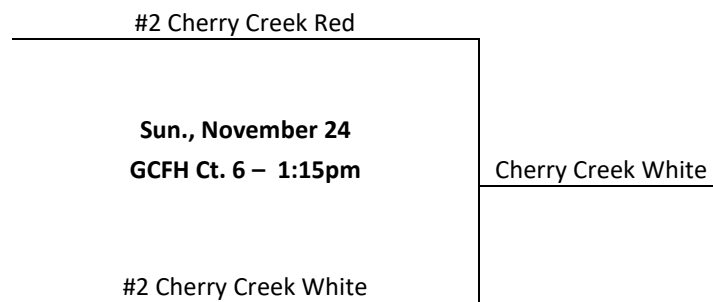 #2 Cherry Creek Red
Sun., November 24
GCFH Ct. 6 – 1:15pm
Cherry Creek White
#2 Cherry Creek White